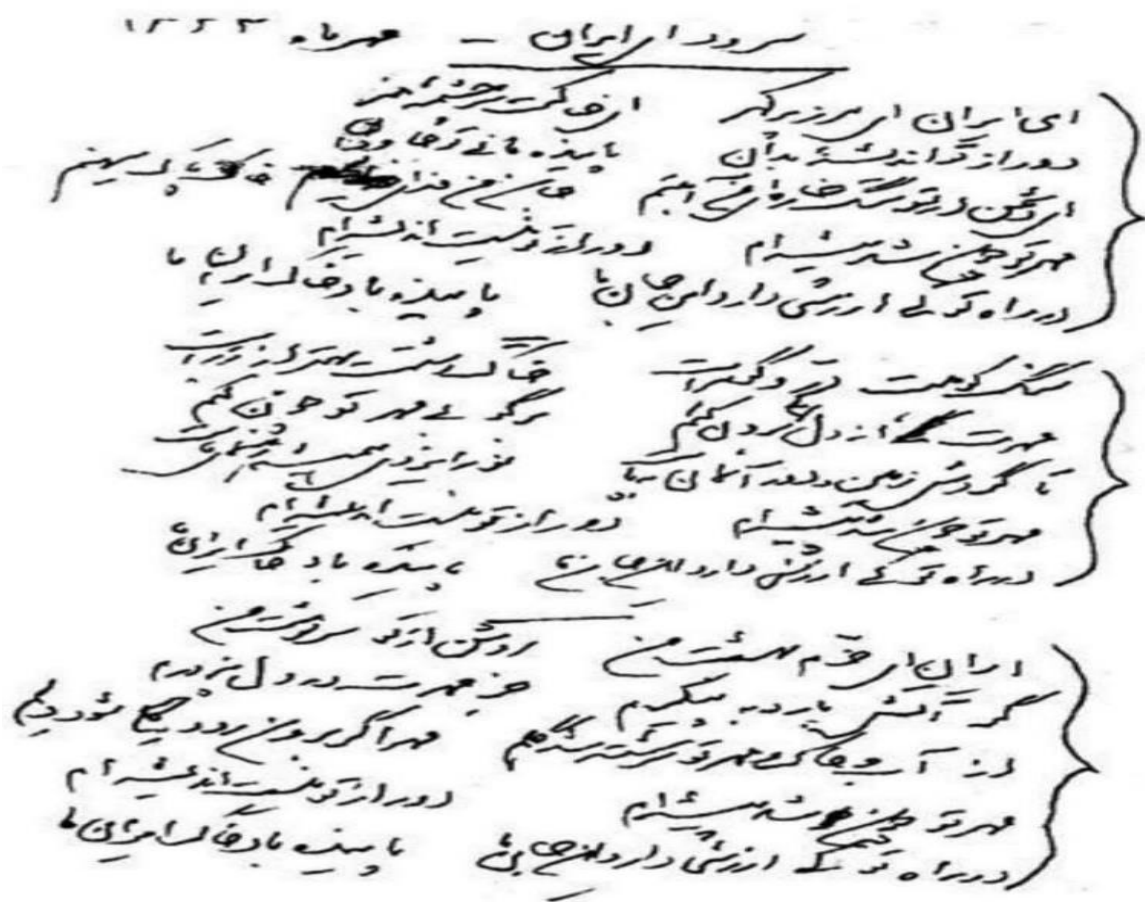 سرود ای ایران – مهرماه ۱۳۲۳
ای ایران ای مرز پر گهر ای خاکت سرچشمه هنر
دور از تو اندیشه بدان پاینده مانی تو جاودان
ای دشمن ار تو سنگ خاره‌ای من آهنم جان من فدای خاک پاک میهنم
مهر تو چون شد پیشه‌ام دور از تو نیست اندیشه‌ام
در راه تو کی ارزشی دارد این جان ما پاینده باد خاک ایران ما
سنگ کوهت در و گوهر است خاک دشتت بهتر از زر است
مهرت از دل کی برون کنم برگو بی مهر تو چون کنم
تا گردش زمین و دور آسمان بپاست نور ایزدی همیشه رهنمای ماست
مهر تو چون شد پیشه‌ام دور از تو نیست اندیشه‌ام
در راه تو کی ارزشی دارد این جان ما پاینده باد خاک ایران ما
ایران ای خرم بهشت من روشن از تو سرنوشت من
گر آتش بارد به پیکرم جز مهرت در دل نپرورم
از آب و خاک و مهر تو سرشته شد گلم مهر اگر برون رود تهی شود دلم
مهر تو چون شد پیشه‌ام دور از تو نیست اندیشه‌ام
در راه تو کی ارزشی دارد این جان ما پاینده باد خاک ایران ما